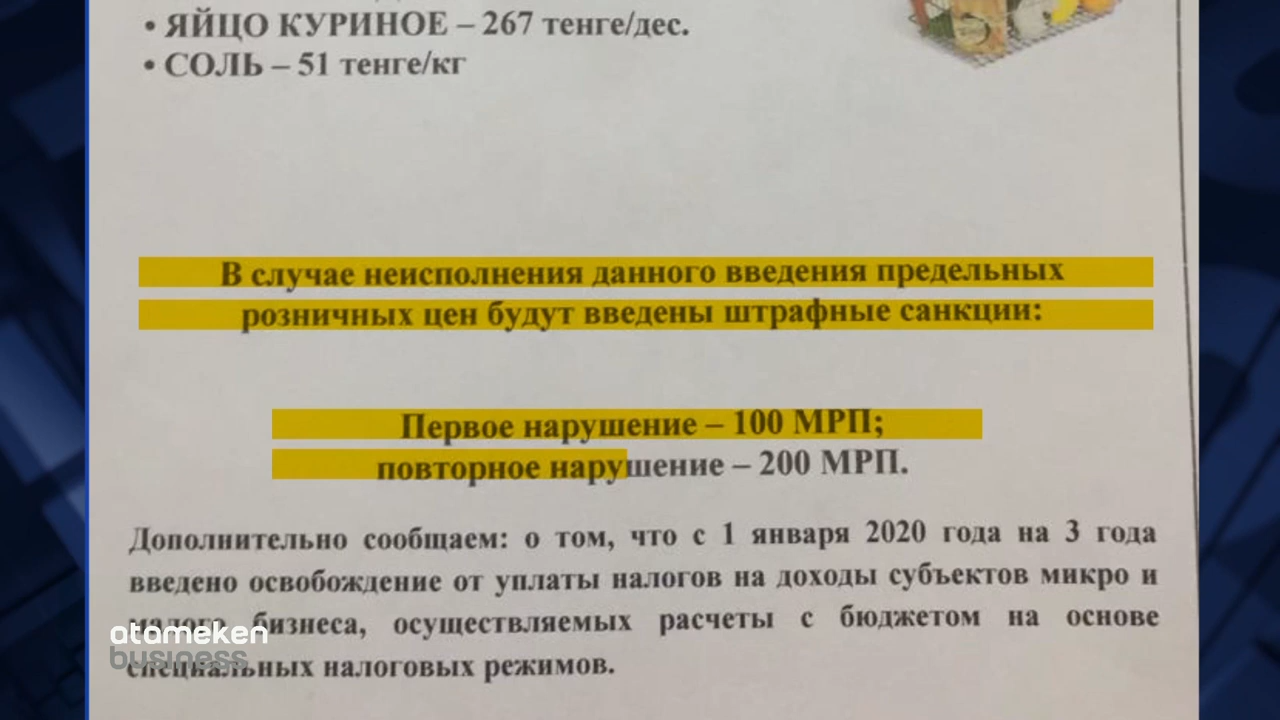 • ЯЙЦО КУРИНОЕ – 267 тенге/дес.
• СОЛЬ – 51 тенге/кг
В случае неисполнения данного введения предельных
розничных цен будут введены штрафные санкции:
Первое нарушение – 100 МРП;
повторное нарушение – 200 МРП.
Дополнительно сообщаем: о том, что с 1 января 2020 года на 3 года
введено освобождение от уплаты налогов на доходы субъектов микро и
бизнеса, осуществляемых расчеты с бюджетом на основе
специальных налоговых режимов.
atameken
business